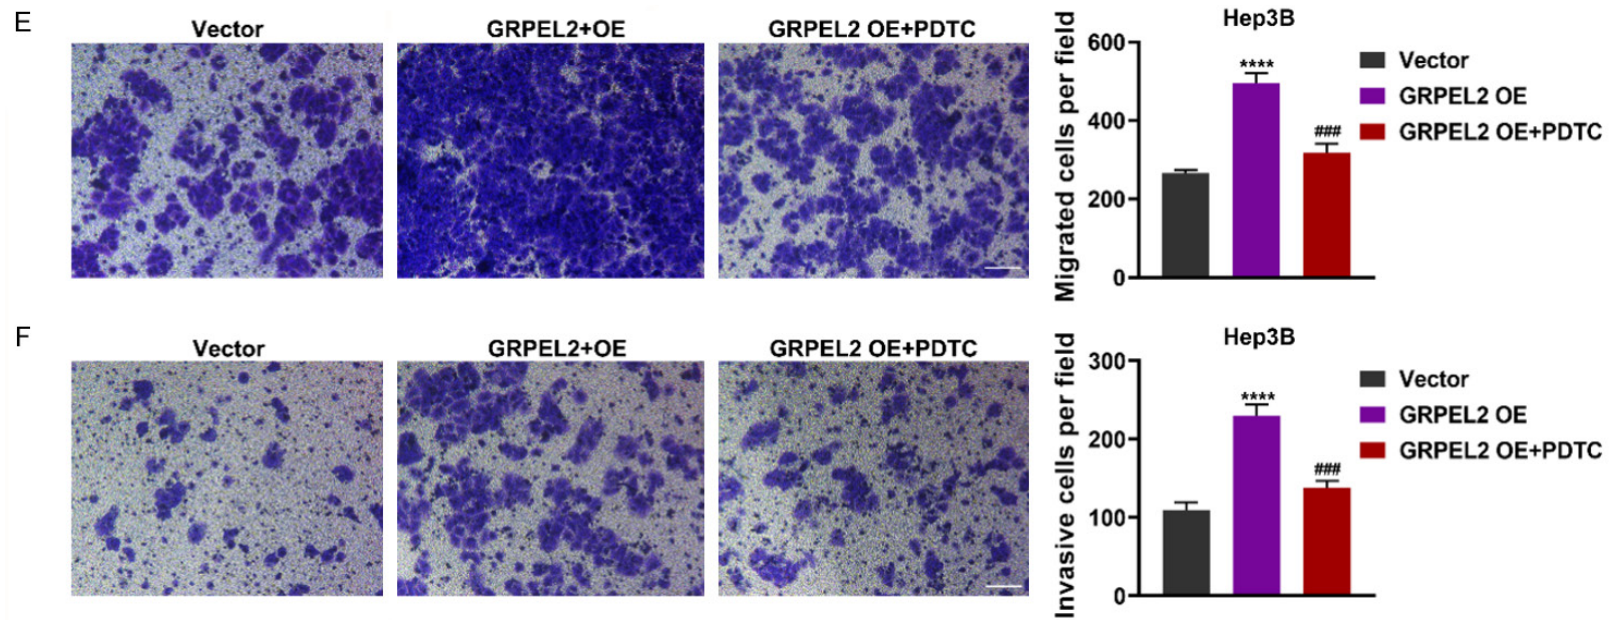 E
Vector
GRPEL2+OE
GRPEL2 OE+PDTC
Hep3B
Migrated cells per field
600
400
200
0
****
###
Vector
GRPEL2 OE
GRPEL2 OE+PDTC
F
Vector
GRPEL2+OE
GRPEL2 OE+PDTC
Hep3B
Invasive cells per field
300
200
100
0
****
###
Vector
GRPEL2 OE
GRPEL2 OE+PDTC